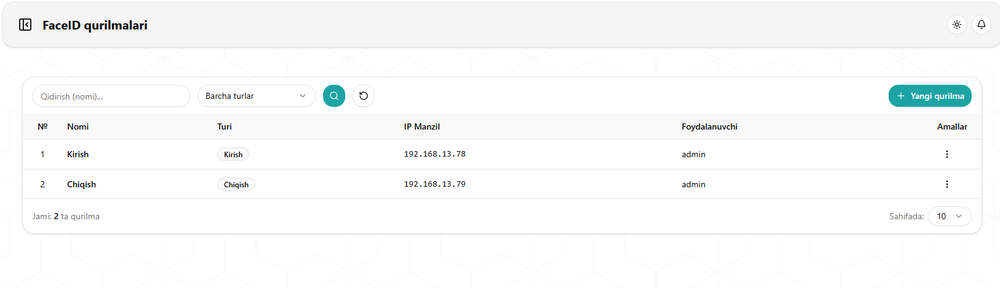 FaceID qurilmalari
Qidirish (nomi)...
Barcha turlar
Yangi qurilma
№ Nomi Turi IP Manzil Foydalanuvchi Amallar
1 Kirish Kirish 192.168.13.78 admin
2 Chiqish Chiqish 192.168.13.79 admin
Jami: 2 ta qurilma
Sahifada: 10